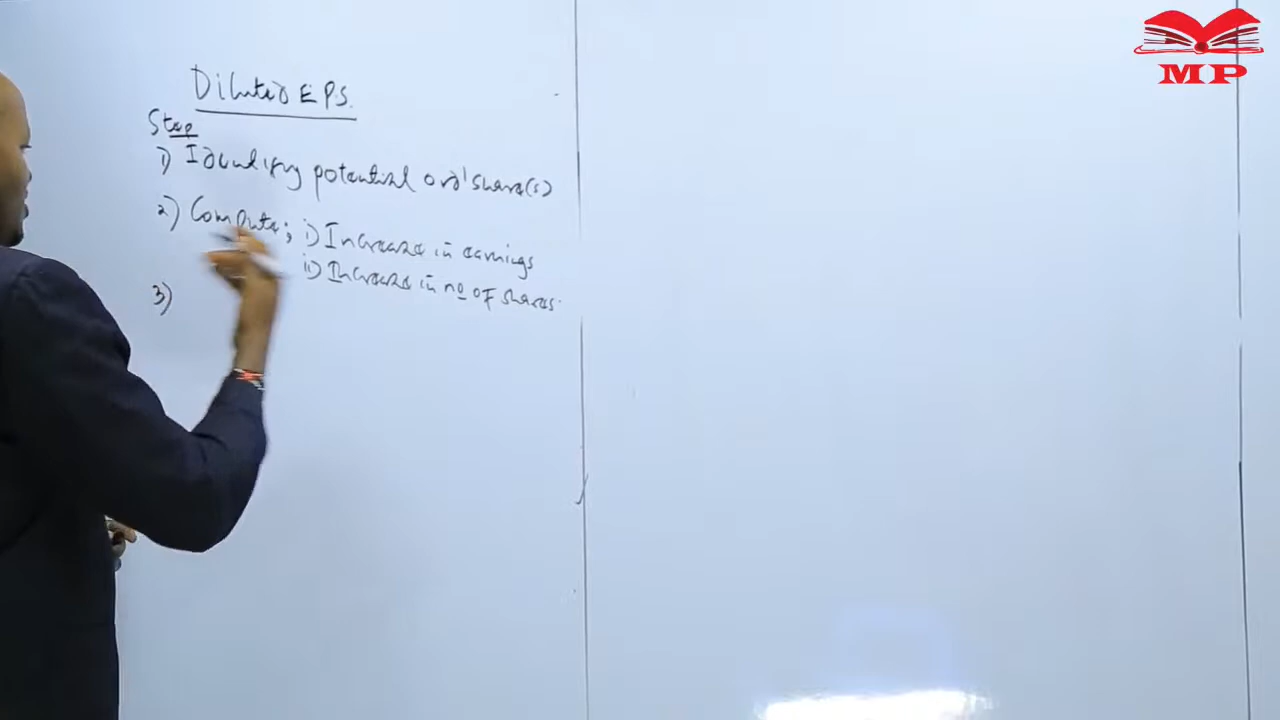 Diluted EPS.
Step
1) Identify potential ord' share(s)
2) Compute; i) Increase in earnings
ii) Increase in no of shares.
3)
MP